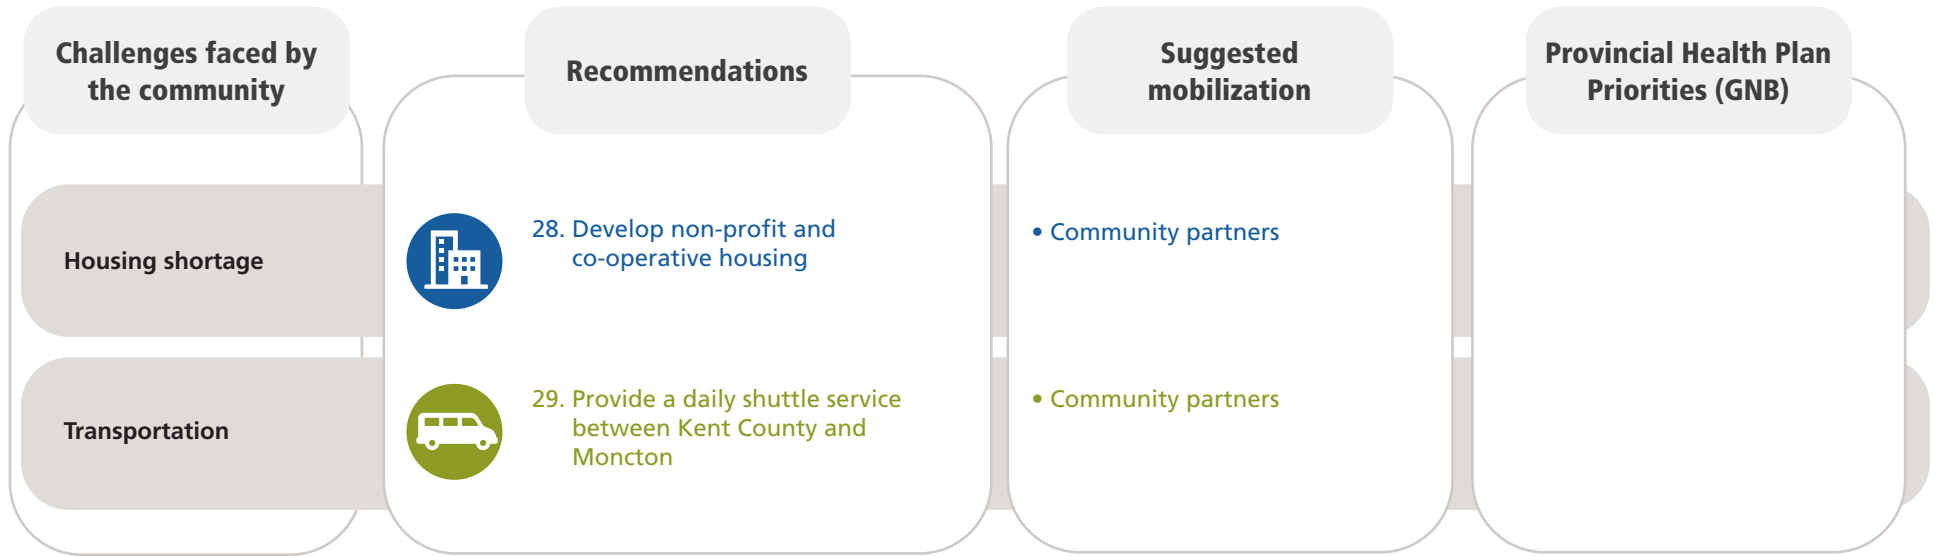 Challenges faced by
the community
Recommendations
Suggested
mobilization
Provincial Health Plan
Priorities (GNB)
Housing shortage
28. Develop non-profit and
co-operative housing
• Community partners
Transportation
29. Provide a daily shuttle service
between Kent County and
Moncton
• Community partners